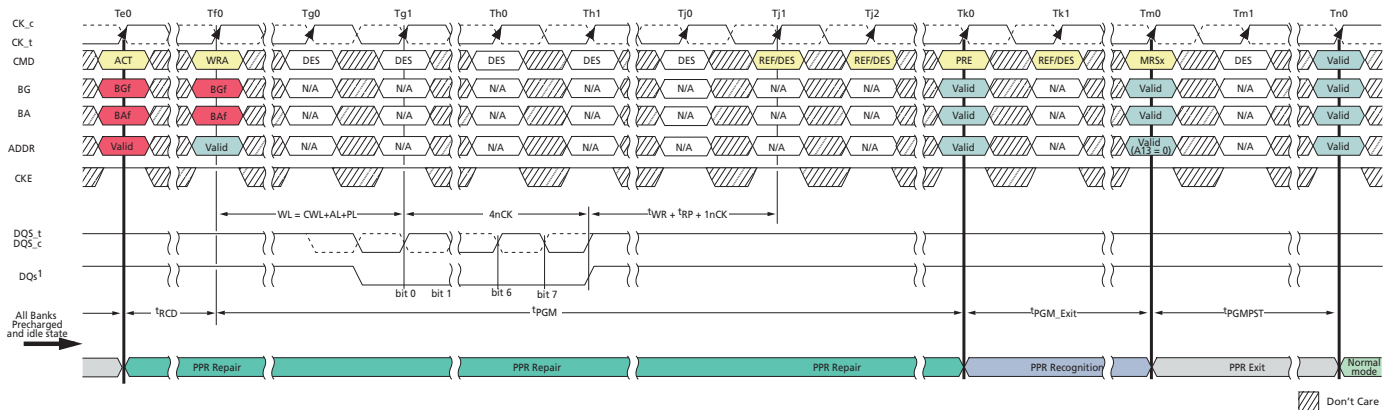 Te0 Tf0 Tg0 Tg1 Th0 Th1 Tj0 Tj1 Tj2 Tk0 Tk1 Tm0 Tm1 Tn0
CK_c
CK_t
CMD ACT WRA DES DES DES DES DES REF/DES REF/DES PRE REF/DES MRSx DES Valid
BG BGf BGf N/A N/A N/A N/A N/A N/A N/A Valid N/A Valid N/A Valid
BA BAf BAf N/A N/A N/A N/A N/A N/A N/A Valid N/A Valid N/A Valid
ADDR Valid Valid N/A N/A N/A N/A N/A N/A N/A Valid N/A Valid (A13 = 0) N/A Valid
CKE
WL = CWL+AL+PL 4nCK tWR + tRP + 1nCK
DQS_t
DQS_c
DQs1
bit 0 bit 1 bit 6 bit 7
All Banks
Precharged
and idle state
tRCD tPGM tPGM_Exit tPGMPST
PPR Repair PPR Repair PPR Repair PPR Recognition PPR Exit Normal
mode
Don't Care